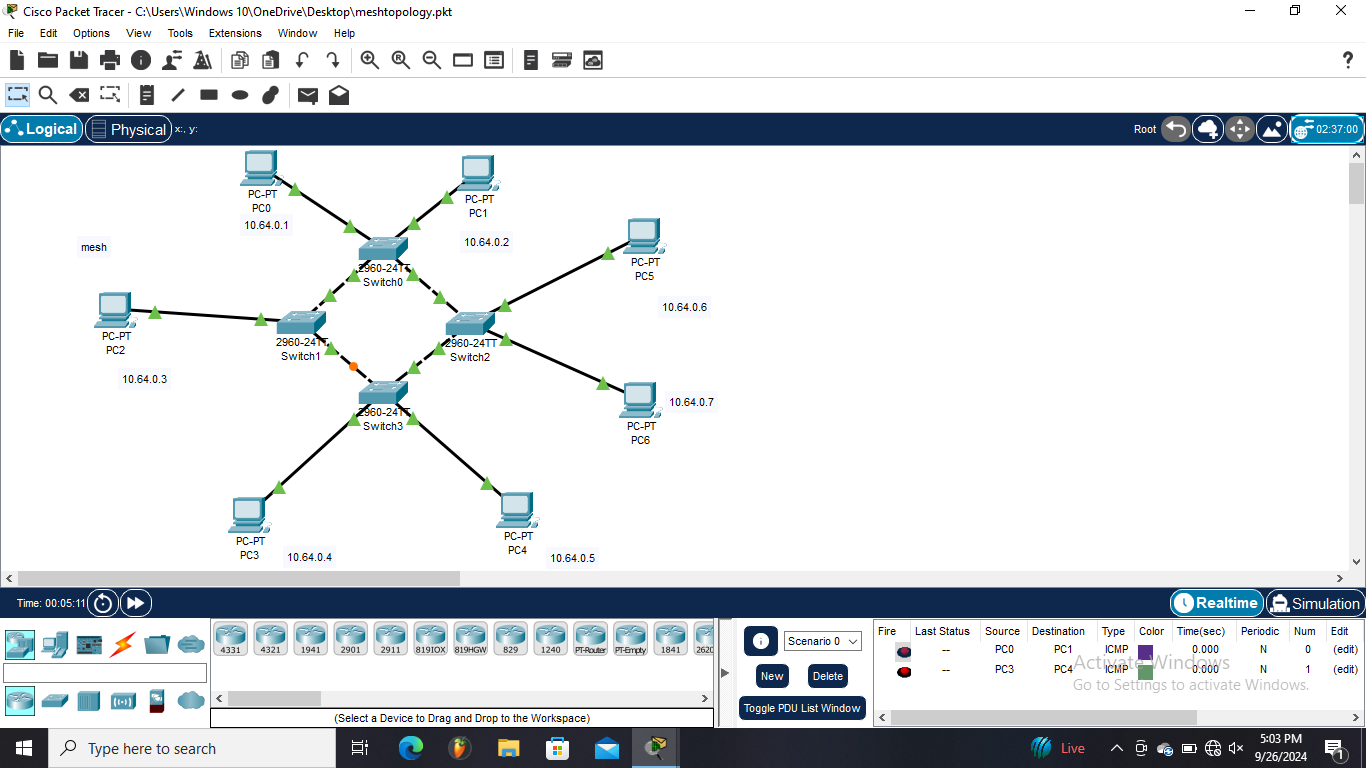 Cisco Packet Tracer - C:\Users\Windows 10\OneDrive\Desktop\meshtopology.pkt
File Edit Options View Tools Extensions Window Help
Logical Physical x:, y: Root 02:37:00
PC-PT
PC0
10.64.0.1
PC-PT
PC1
10.64.0.2
mesh
2960-24TT
Switch0
PC-PT
PC5
10.64.0.6
PC-PT
PC2
10.64.0.3
2960-24TT
Switch1
2960-24TT
Switch2
2960-24TT
Switch3
PC-PT
PC6
10.64.0.7
PC-PT
PC3
10.64.0.4
PC-PT
PC4
10.64.0.5
Time: 00:05:11 Realtime Simulation
4331 4321 1941 2901 2911 819IOX 819HGW 829 1240 PT-Router PT-Empty 1841 2620
(Select a Device to Drag and Drop to the Workspace)
Scenario 0
New Delete
Toggle PDU List Window
Fire Last Status Source Destination Type Color Time(sec) Periodic Num Edit
-- PC0 PC1 ICMP 0.000 N 0 (edit)
-- PC3 PC4 ICMP 0.000 N 1 (edit)
Activate Windows
Go to Settings to activate Windows.
Type here to search
Live
5:03 PM
9/26/2024
1